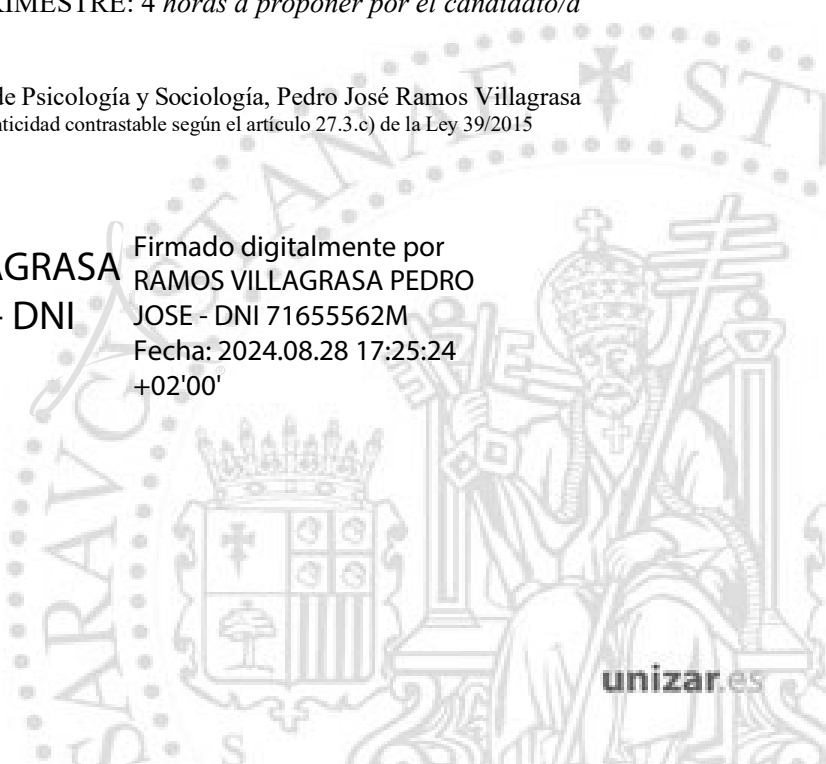 RIMESTRE: 4 horas a proponer por el candidato/a
de Psicología y Sociología, Pedro José Ramos Villagrasa
nticidad contrastable según el artículo 27.3.c) de la Ley 39/2015
AGRASA
- DNI
Firmado digitalmente por
RAMOS VILLAGRASA PEDRO
JOSE - DNI 71655562M
Fecha: 2024.08.28 17:25:24
+02'00'
unizar.es